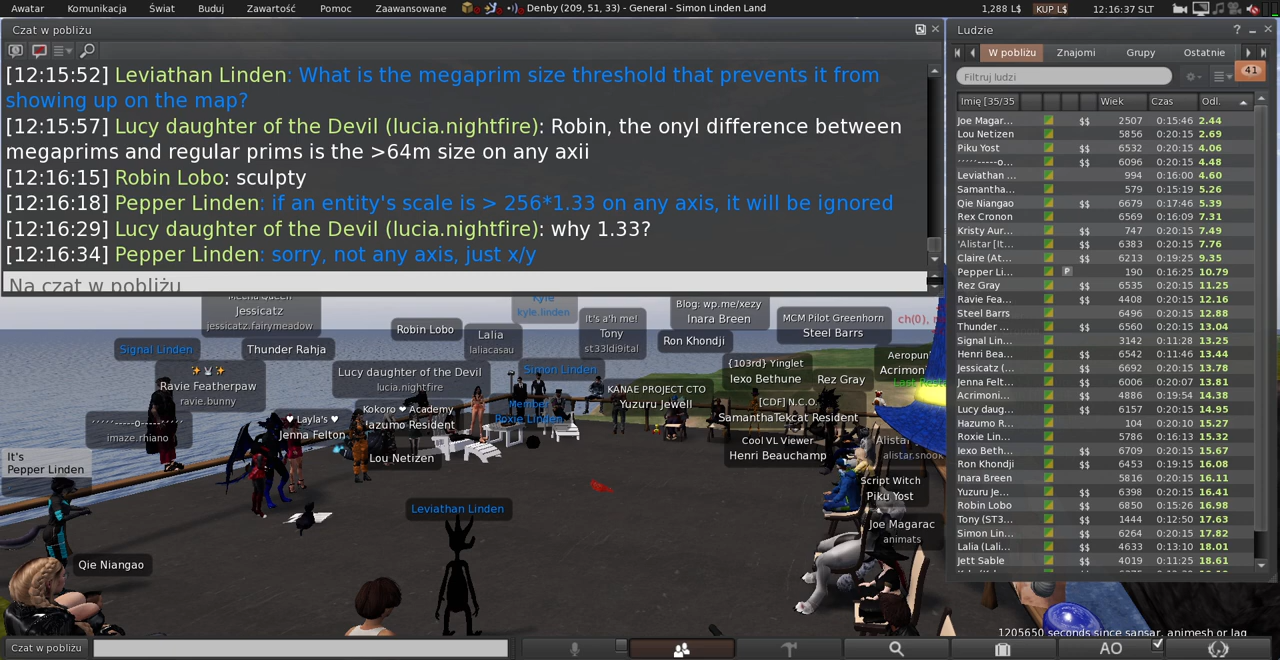 Awatar Komunikacja Świat Buduj Zawartość Pomoc Zaawansowane Denby (209, 51, 33) - General - Simon Linden Land 1,288 L$ KUP L$ 12:16:37 SLT
Czat w pobliżu
[12:15:52] Leviathan Linden: What is the megaprim size threshold that prevents it from
showing up on the map?
[12:15:57] Lucy daughter of the Devil (lucia.nightfire): Robin, the onyl difference between
megaprims and regular prims is the >64m size on any axii
[12:16:15] Robin Lobo: sculpty
[12:16:18] Pepper Linden: if an entity's scale is > 256*1.33 on any axis, it will be ignored
[12:16:29] Lucy daughter of the Devil (lucia.nightfire): why 1.33?
[12:16:34] Pepper Linden: sorry, not any axis, just x/y
Na czat w pobliżu
Ludzie
W pobliżu Znajomi Grupy Ostatnie
Filtruj ludzi
41
Imię [35/35 Wiek Czas Odl.
Joe Magar... $$ 2507 0:15:46 2.44
Lou Netizen 5856 0:20:15 2.69
Piku Yost $$ 6532 0:20:15 4.06
´´´´´-----o... $$ 6096 0:20:15 4.48
Leviathan ... 994 0:16:00 4.60
Samantha... 579 0:15:19 5.26
Qie Niangao $$ 6679 0:17:46 5.39
Rex Cronon 6569 0:16:09 7.31
Kristy Aur... $$ 747 0:20:15 7.49
'Alistar [It... $$ 6383 0:20:15 7.76
Claire (At... $$ 6213 0:19:25 9.35
Pepper Li... P 190 0:16:25 10.79
Rez Gray $$ 6535 0:20:15 11.25
Ravie Fea... $$ 4408 0:20:15 12.16
Steel Barrs 6496 0:20:15 12.88
Thunder ... $$ 6560 0:20:15 13.04
Signal Lin... 3142 0:11:28 13.25
Henri Bea... $$ 6542 0:11:46 13.44
Jessicatz (... $$ 6692 0:20:15 13.78
Jenna Felt... $$ 6006 0:20:07 13.81
Acrimoni... $$ 4886 0:19:54 14.38
Lucy daug... $$ 6157 0:20:15 14.95
Hazumo R... 104 0:20:10 15.27
Roxie Lin... 5786 0:16:13 15.32
Iexo Beth... $$ 6709 0:20:15 15.67
Ron Khondji $$ 6453 0:19:15 16.08
Inara Breen 5816 0:20:15 16.11
Yuzuru Je... $$ 6398 0:20:15 16.41
Robin Lobo $$ 6850 0:15:26 16.98
Tony (ST3... $$ 1444 0:12:50 17.63
Simon Lin... $$ 6264 0:20:15 17.82
Lalia (Lali... $$ 4633 0:13:10 18.01
Jett Sable $$ 4019 0:11:25 18.61
Meena Queen
Jessicatz
jessicatz.fairymeadow
Kyle
kyle.linden
It's a'h me!
Tony
st33ldi9ital
Blog: wp.me/xezy
Inara Breen
MCM Pilot Greenhorn
Steel Barrs
ch(0),
Robin Lobo
Lalia
laliacasau
Ron Khondji
Signal Linden
Thunder Rahja
Ravie Featherpaw
ravie.bunny
Lucy daughter of the Devil
lucia.nightfire
Simon Linden
{103rd} Yinglet
Iexo Bethune
Rez Gray
Last Resta
KANAE PROJECT CTO
Yuzuru Jewell
Member
Roxie Linden
[CDF] N.C.O.
SamanthaTekcat Resident
´´´´´-----o-----´´´´´
imaze.rhiano
♥ Layla's ♥
Jenna Felton
Kokoro ❤ Academy
Hazumo Resident
Lou Netizen
Cool VL Viewer
Henri Beauchamp
Alistar
alistar.snook
It's
Pepper Linden
Script Witch
Piku Yost
Leviathan Linden
Joe Magarac
animats
Qie Niangao
1205650 seconds since sansar, animesh or lag
Czat w pobliżu AO